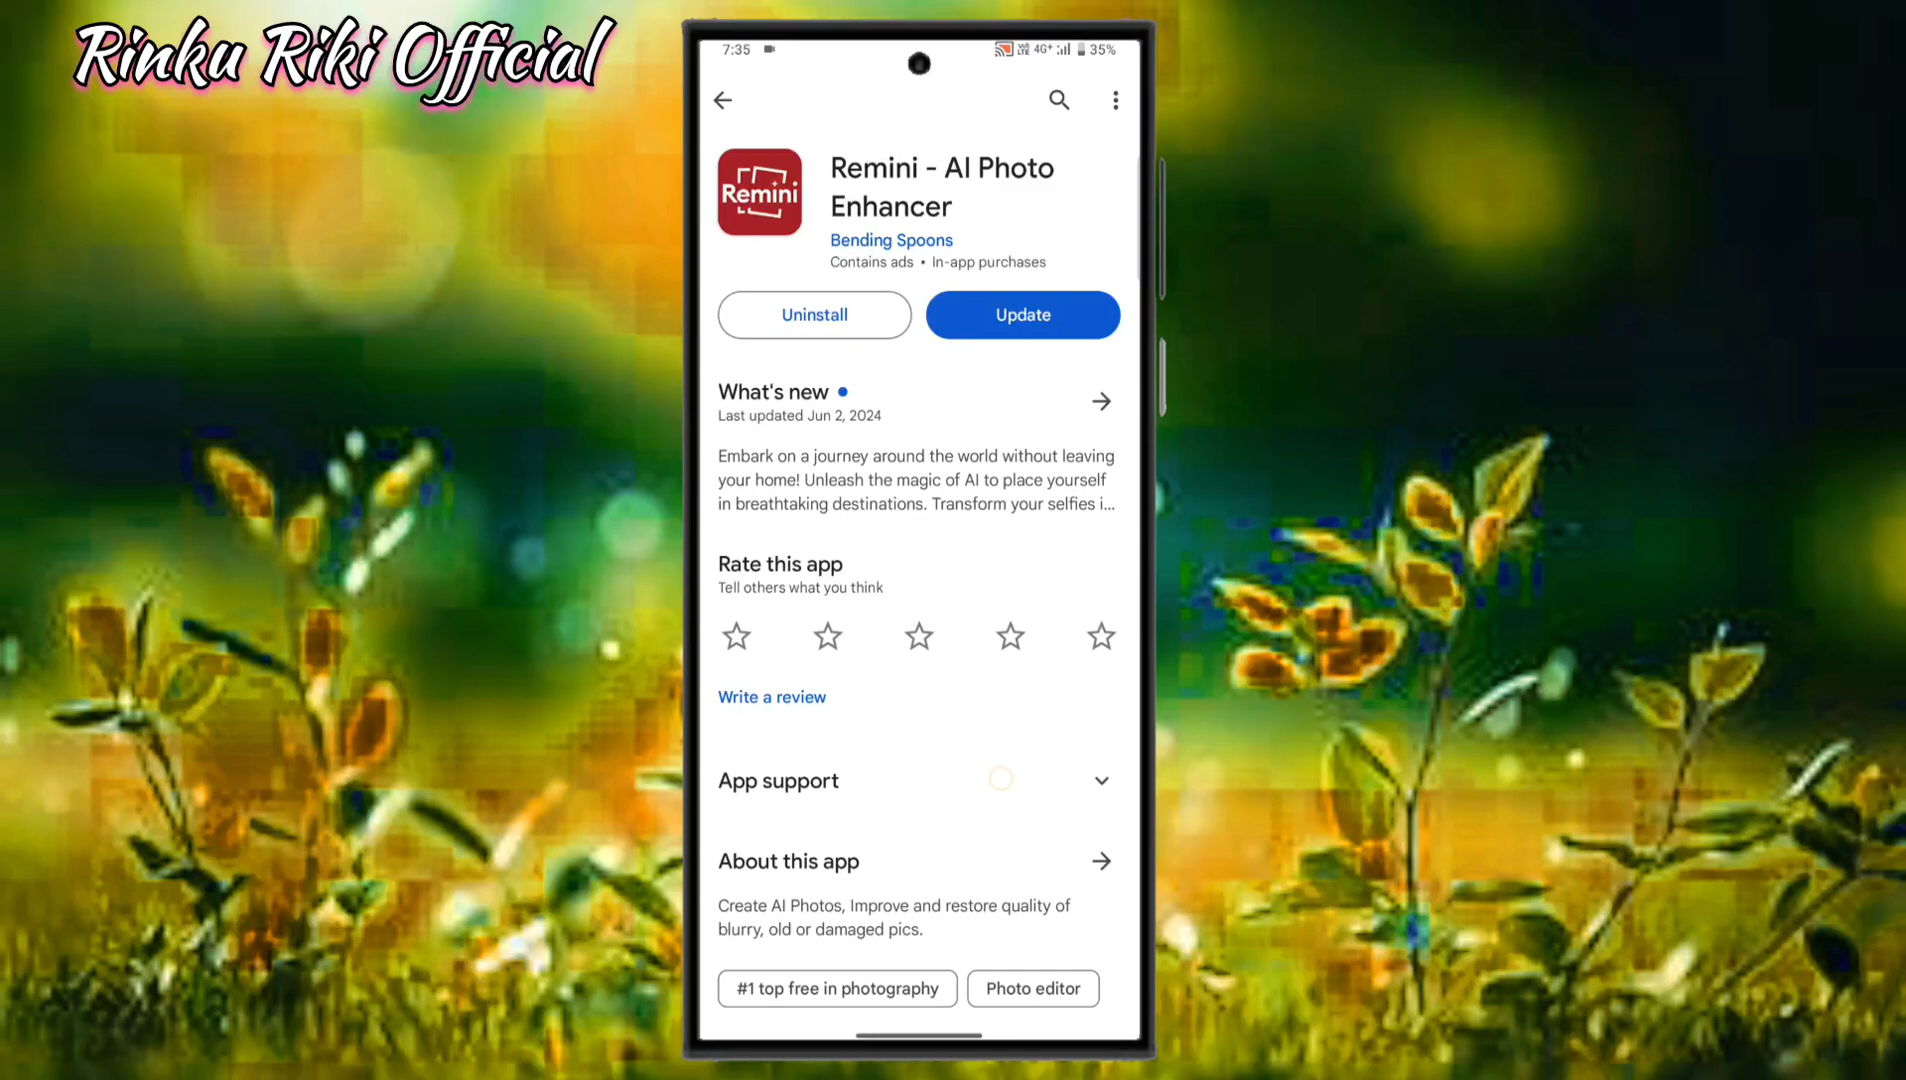 Rinku Riki Official
7:35
VoLTE 4G+ 35%
Remini
Remini - AI Photo
Enhancer
Bending Spoons
Contains ads • In-app purchases
Uninstall
Update
What's new
Last updated Jun 2, 2024
Embark on a journey around the world without leaving
your home! Unleash the magic of AI to place yourself
in breathtaking destinations. Transform your selfies i...
Rate this app
Tell others what you think
Write a review
App support
About this app
Create AI Photos, Improve and restore quality of
blurry, old or damaged pics.
#1 top free in photography
Photo editor